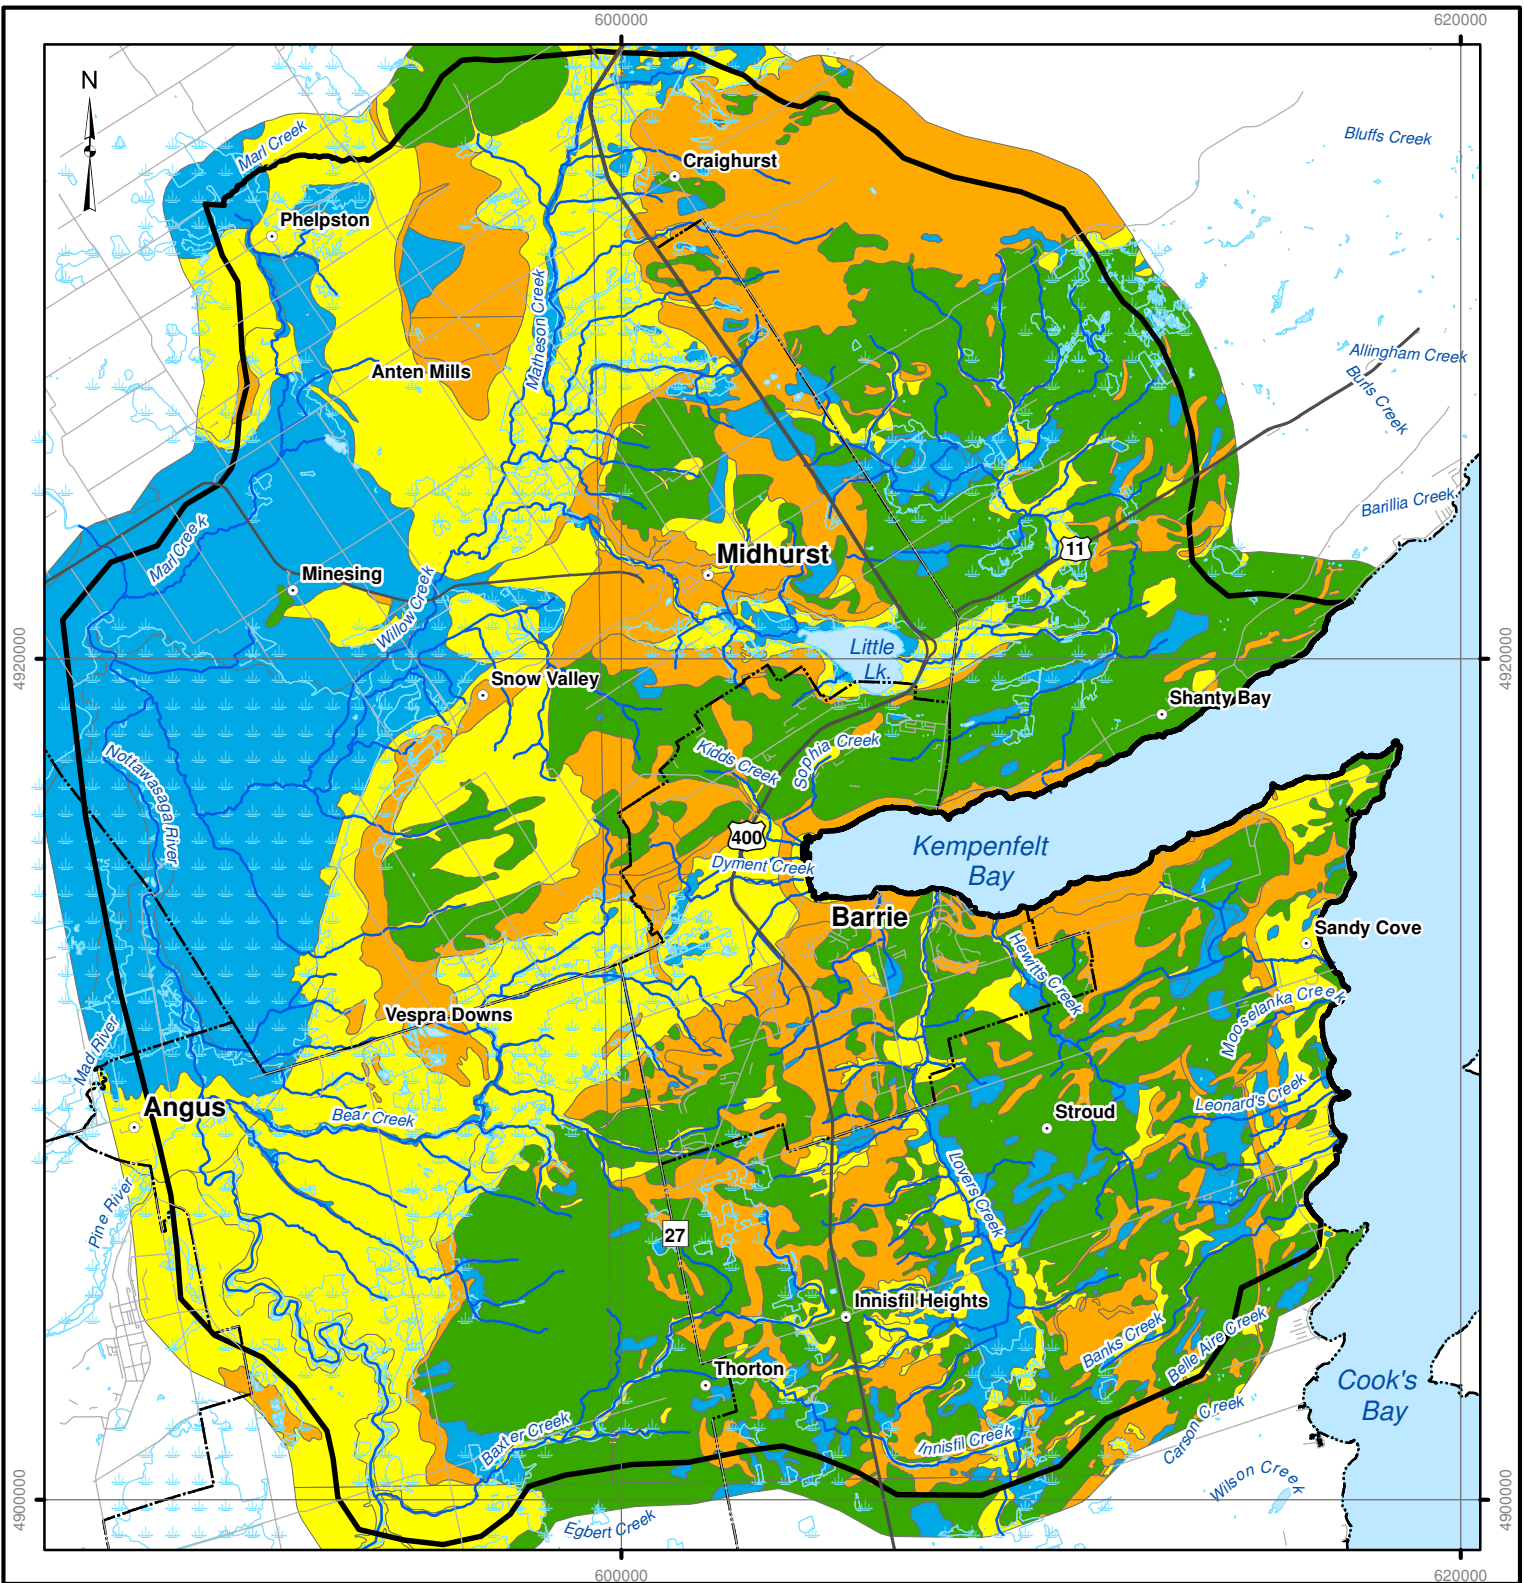 600000
620000
N
Bluffs Creek
Marl Creek
Craighurst
Phelpston
Matheson Creek
Allingham Creek
Anten Mills
Burls Creek
Barillia Creek
Marl Creek
Midhurst
11
Minesing
Willow Creek
4920000
4920000
Little
Lk.
Snow Valley
Shanty Bay
Kidds Creek
Sophia Creek
Nottawasaga River
400
Kempenfelt
Bay
Dyment Creek
Barrie
Sandy Cove
Hewitts Creek
Mooselanka Creek
Vespra Downs
Mad River
Angus
Bear Creek
Leonard's Creek
Stroud
Pine River
Lovers Creek
27
Innisfil Heights
Banks Creek
Belle Aire Creek
Thorton
Cook's
Bay
Baxter Creek
Innisfil Creek
Carson Creek
Wilson Creek
4900000
4900000
Egbert Creek
600000
620000